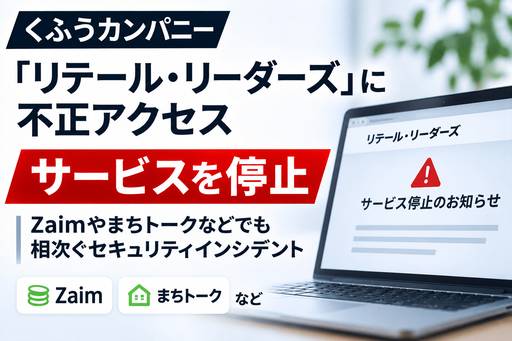 くふうカンパニー
「リテール・リーダーズ」に
不正アクセス
サービスを停止
Zaimやまちトークなどでも
相次ぐセキュリティインシデント
Zaim
まちトーク
など
リテール・リーダーズ
サービス停止のお知らせ